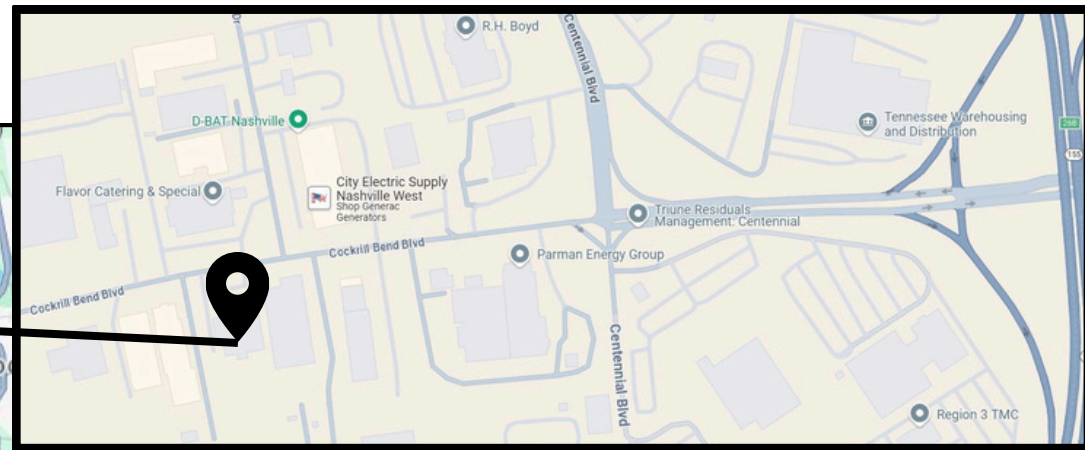 R.H. Boyd
Centennial Blvd
D-BAT Nashville
Tennessee Warehousing
and Distribution
268
155
Flavor Catering & Special
City Electric Supply
Nashville West
Shop Generac
Generators
Triune Residuals
Management: Centennial
Cockrill Bend Blvd
Parman Energy Group
Cockrill Bend Blvd
Centennial Blvd
Region 3 TMC